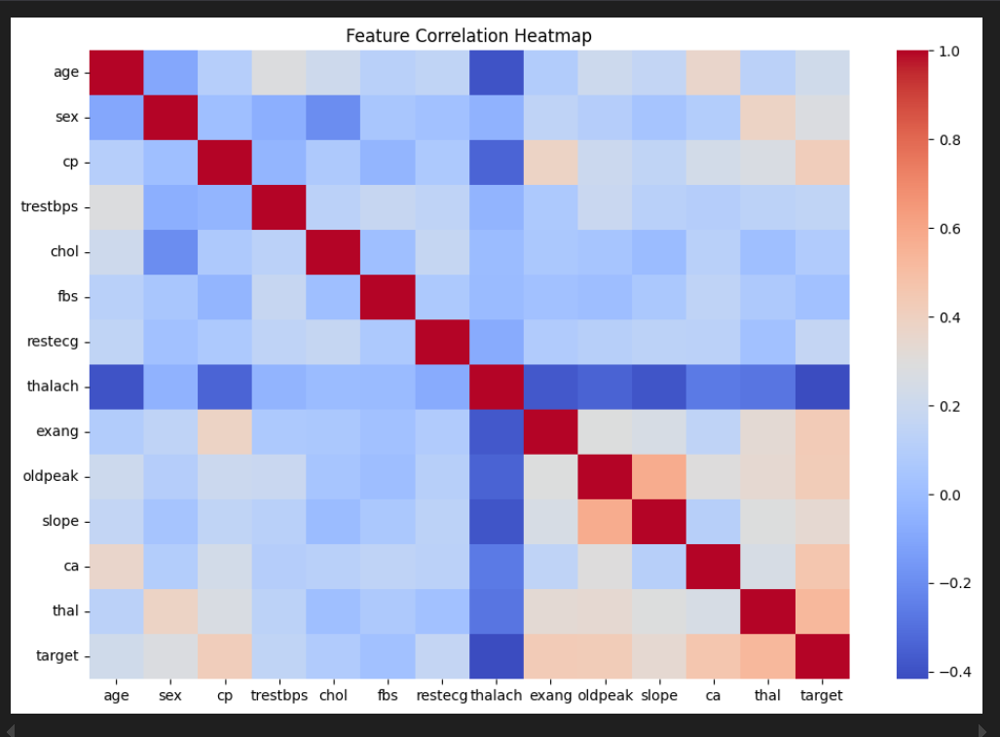 Feature Correlation Heatmap
age
sex
cp
trestbps
chol
fbs
restecg
thalach
exang
oldpeak
slope
ca
thal
target
age sex cp trestbps chol fbs restecg thalach exang oldpeak slope ca thal target
1.0
0.8
0.6
0.4
0.2
0.0
−0.2
−0.4